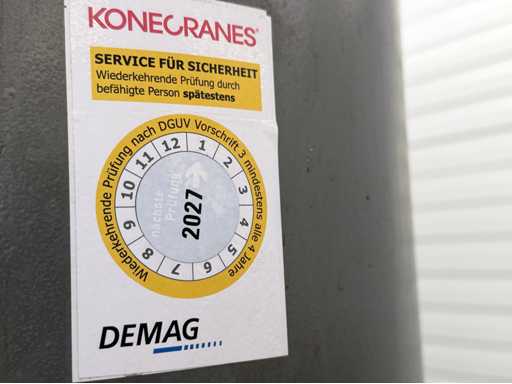 KONECRANES®
SERVICE FÜR SICHERHEIT
Wiederkehrende Prüfung durch
befähigte Person spätestens
Wiederkehrende Prüfung nach DGUV Vorschrift 3 mindestens alle 4 Jahre
1
2
3
4
5
6
7
8
9
10
11
12
nächste
Prüfung
2027
DEMAG